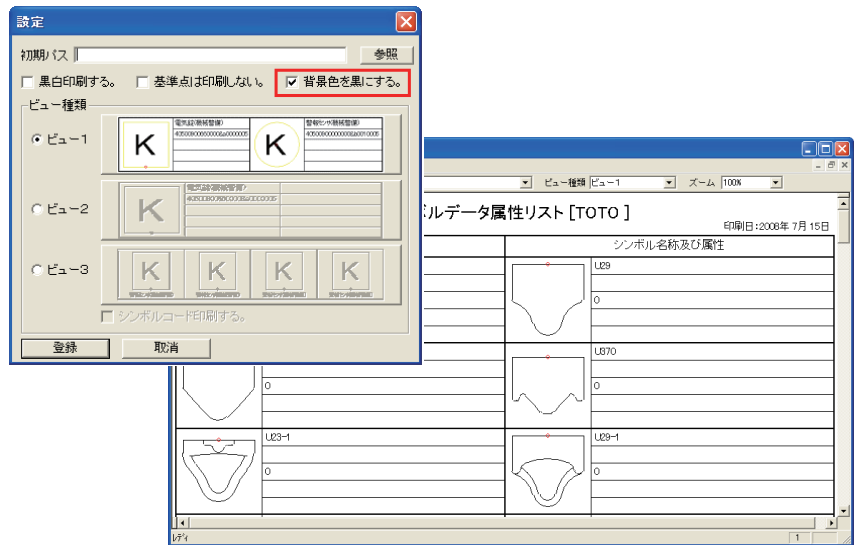 設定
初期パス
参照
黒白印刷する。
基準点は印刷しない。
背景色を黒にする。
ビュー種類
ビュー1
K
K
ビュー2
K
ビュー3
K
K
K
K
シンボルコード印刷する。
登録
取消
ビュー種類
ビュー1
ズーム
100%
ボルデータ属性リスト [TOTO ]
印刷日:2008年 7月 15日
シンボル名称及び属性
U29
0
U370
0
0
U23-1
0
U29-1
0
レディ
1